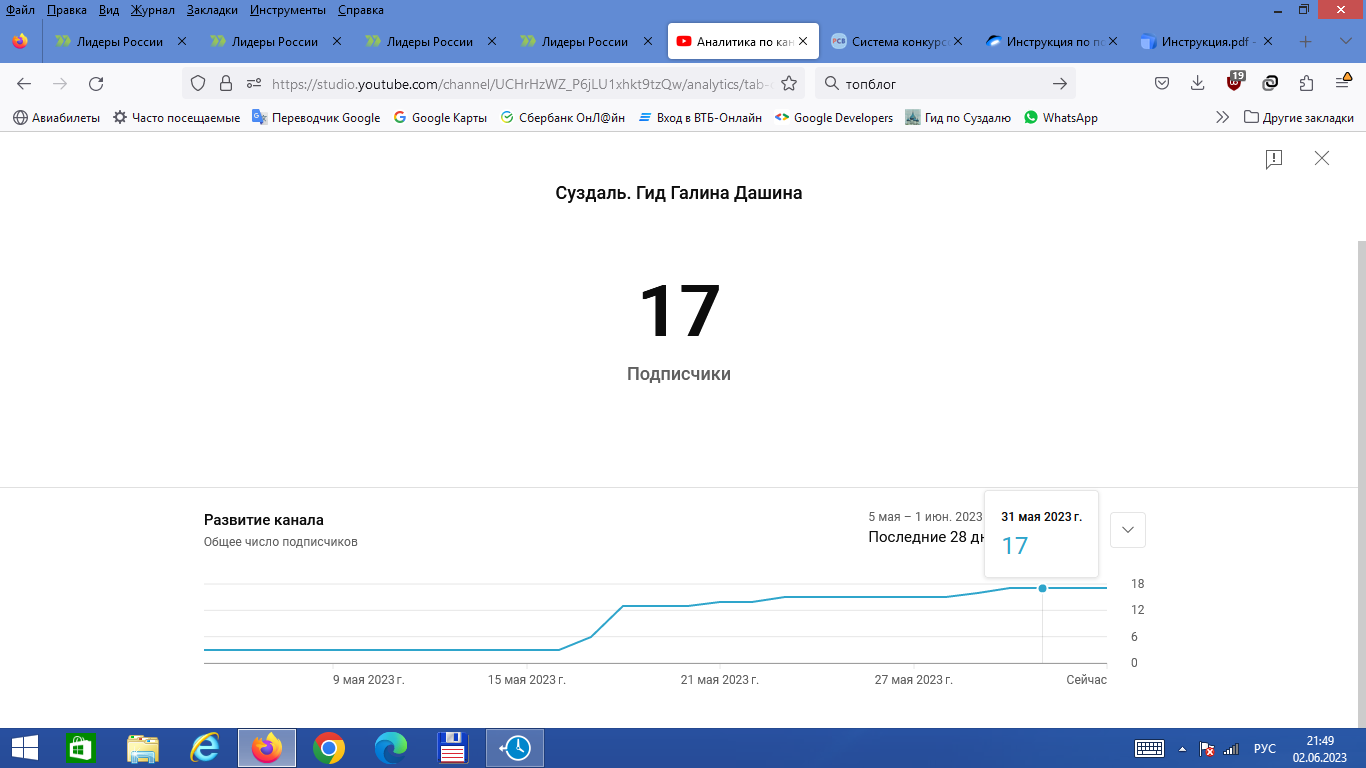 Файл Правка Вид Журнал Закладки Инструменты Справка
Лидеры России Лидеры России Лидеры России Лидеры России Аналитика по кан Система конкурс Инструкция по по Инструкция.pdf -
https://studio.youtube.com/channel/UCHrHzWZ_P6jLU1xhkt9tzQw/analytics/tab- топблог 19
Авиабилеты Часто посещаемые Переводчик Google Google Карты Сбербанк ОнЛ@йн Вход в ВТБ-Онлайн Google Developers Гид по Суздалю WhatsApp Другие закладки
Суздаль. Гид Галина Дашина
17
Подписчики
Развитие канала
Общее число подписчиков
5 мая – 1 июн. 2023
Последние 28 дн
31 мая 2023 г.
17
18
12
6
0
9 мая 2023 г. 15 мая 2023 г. 21 мая 2023 г. 27 мая 2023 г. Сейчас
РУС
21:49
02.06.2023